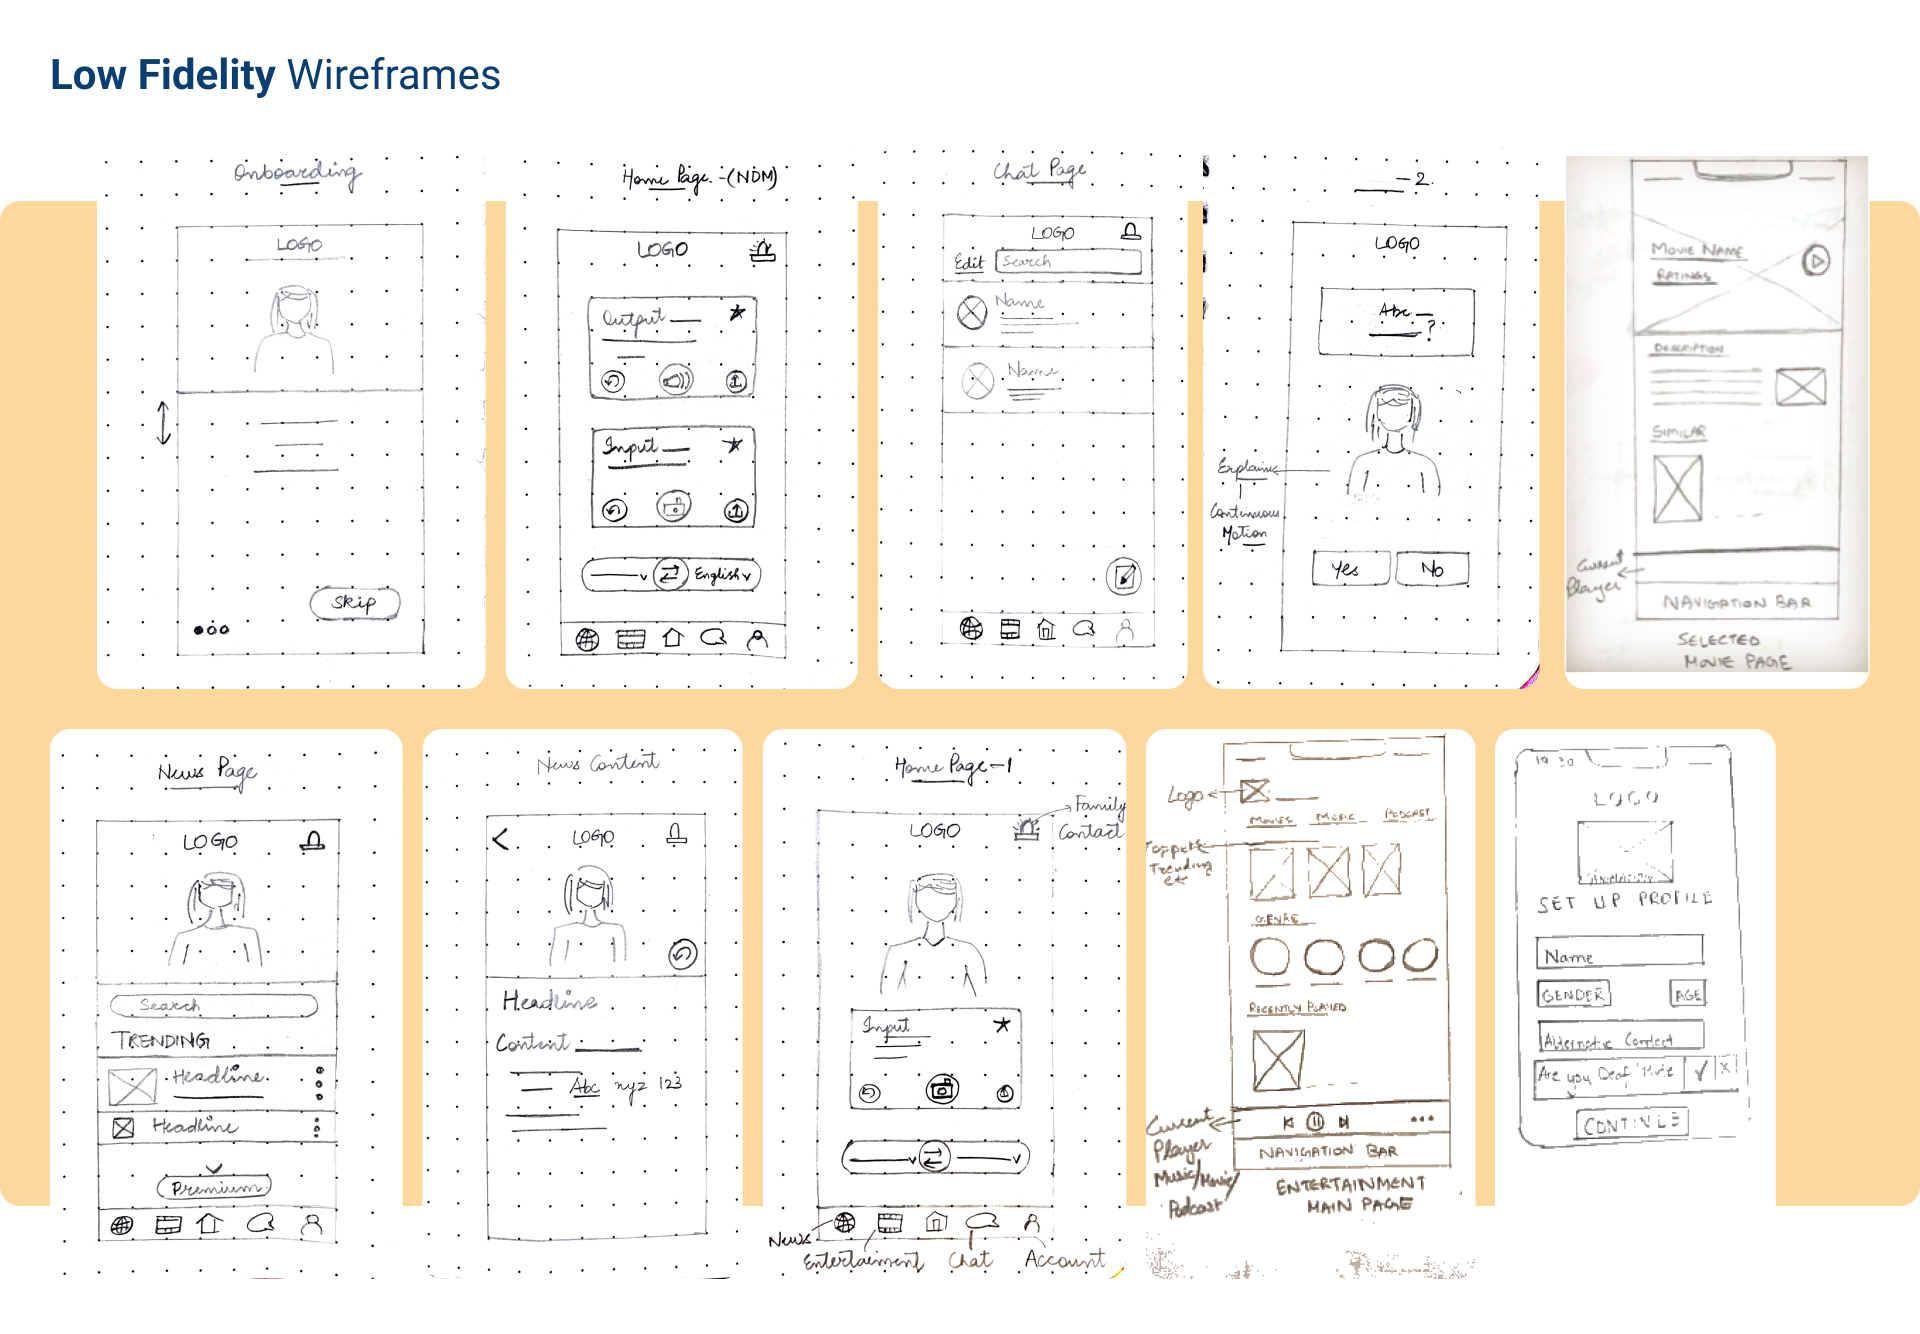 Low Fidelity Wireframes
Onboarding
LOGO
Skip
Home Page -(NDM)
LOGO
Output
Input
English
Chat Page
LOGO
Edit
Search
Name
Name
-2
LOGO
Abc
?
Explains
Continuous
Motion
Yes
No
MOVIE NAME
RATINGS
DESCRIPTION
SIMILAR
Current
Player
NAVIGATION BAR
SELECTED
MOVIE PAGE
News Page
LOGO
Search
TRENDING
Headline
Headline
Premium
News Content
LOGO
Headline
Content
Abc xyz 123
Home Page-1
LOGO
Family
Contact
Input
News
Entertainment
Chat
Account
Logo
MOVIES
MUSIC
PODCAST
Trending
etc
GENRE
RECENTLY PLAYED
Current
Player
Music/Movie/
Podcast
NAVIGATION BAR
ENTERTAINMENT
MAIN PAGE
19:30
LOGO
SET UP PROFILE
Name
GENDER
AGE
Alternative Contact
Are you Deaf
CONTINUE